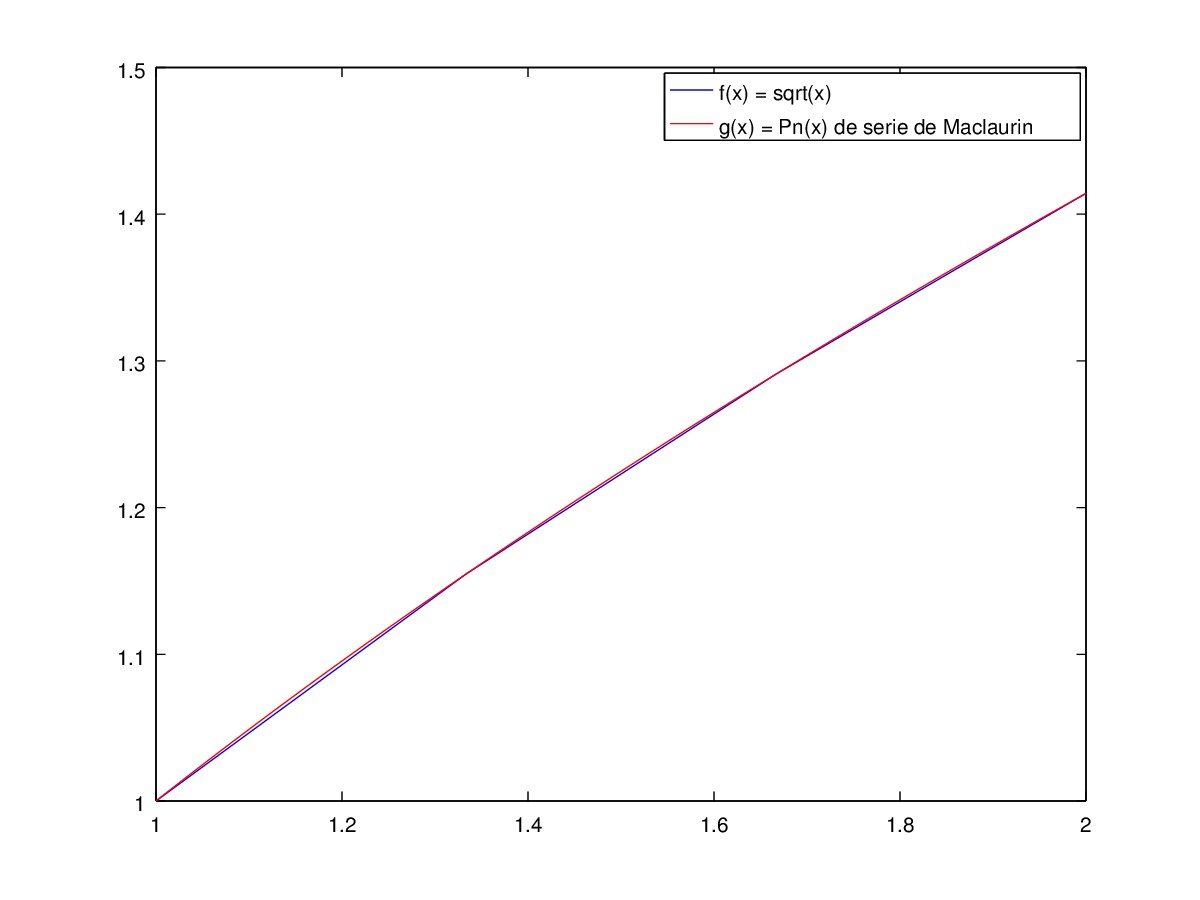 1.5
1.4
1.3
1.2
1.1
1
1 1.2 1.4 1.6 1.8 2
f(x) = sqrt(x)
g(x) = Pn(x) de serie de Maclaurin